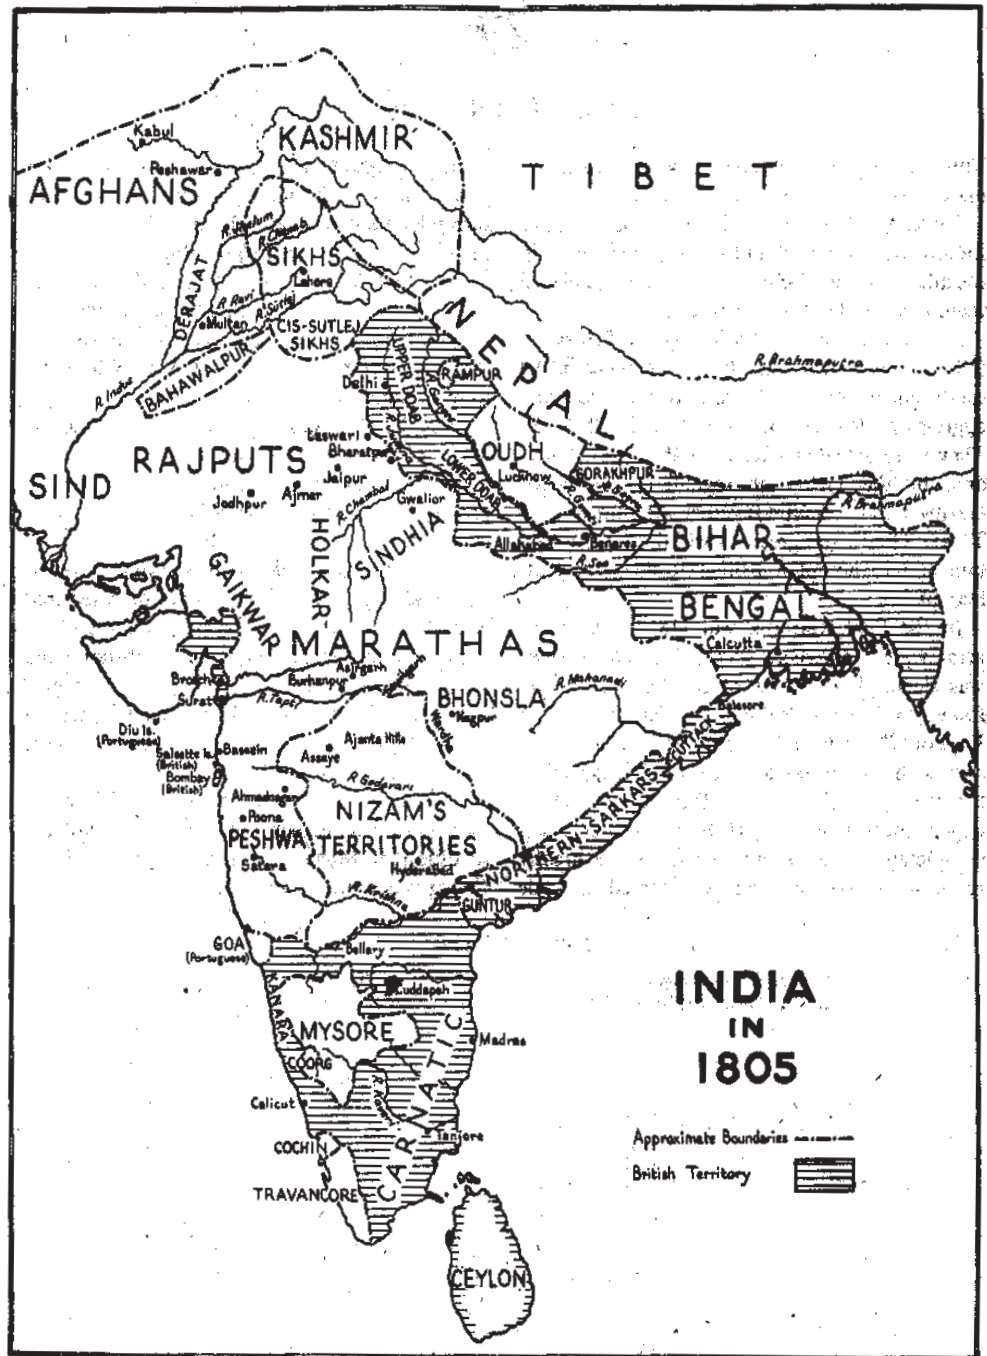 Kabul
KASHMIR
Peshawar
AFGHANS
TIBET
R. Jhelum
R. Chenab
SIKHS
Lahore
DERAJAT
R. Ravi
R. Sutlej
Multan
CIS-SUTLEJ
SIKHS
NEPAL
BAHAWALPUR
R. Indus
UPPER DOAB
RAMPUR
Delhi
R. Brahmaputra
Laswari
Bharatpur
RAJPUTS
SIND
Jaipur
Ajmer
Jodhpur
OUDH
Lucknow
GORAKHPUR
LOWER DOAB
R. Chambal
Gwalior
R. Brahmaputra
HOLKAR
SINDHIA
Allahabad
Benares
R. Son
BIHAR
GAIKWAR
BENGAL
MARATHAS
Calcutta
Asirgarh
Burhanpur
Broach
Surat
R. Tapti
BHONSLA
Nagpur
R. Mahanadi
Wardha
Balasore
CUTTACK
Diu Is.
(Portuguese)
Salsette Is.
(British)
Bassein
Bombay
(British)
Ajanta Hills
Assaye
R. Godavari
Ahmadnagar
Poona
PESHWA
Satara
NIZAM'S
TERRITORIES
Hyderabad
NORTHERN SARKARS
GUNTUR
R. Krishna
GOA
(Portuguese)
Bellary
KANARA
Cuddapah
MYSORE
COORG
Madras
CARNATIC
Calicut
COCHIN
Tanjore
TRAVANCORE
CEYLON
INDIA
IN
1805
Approximate Boundaries
British Territory